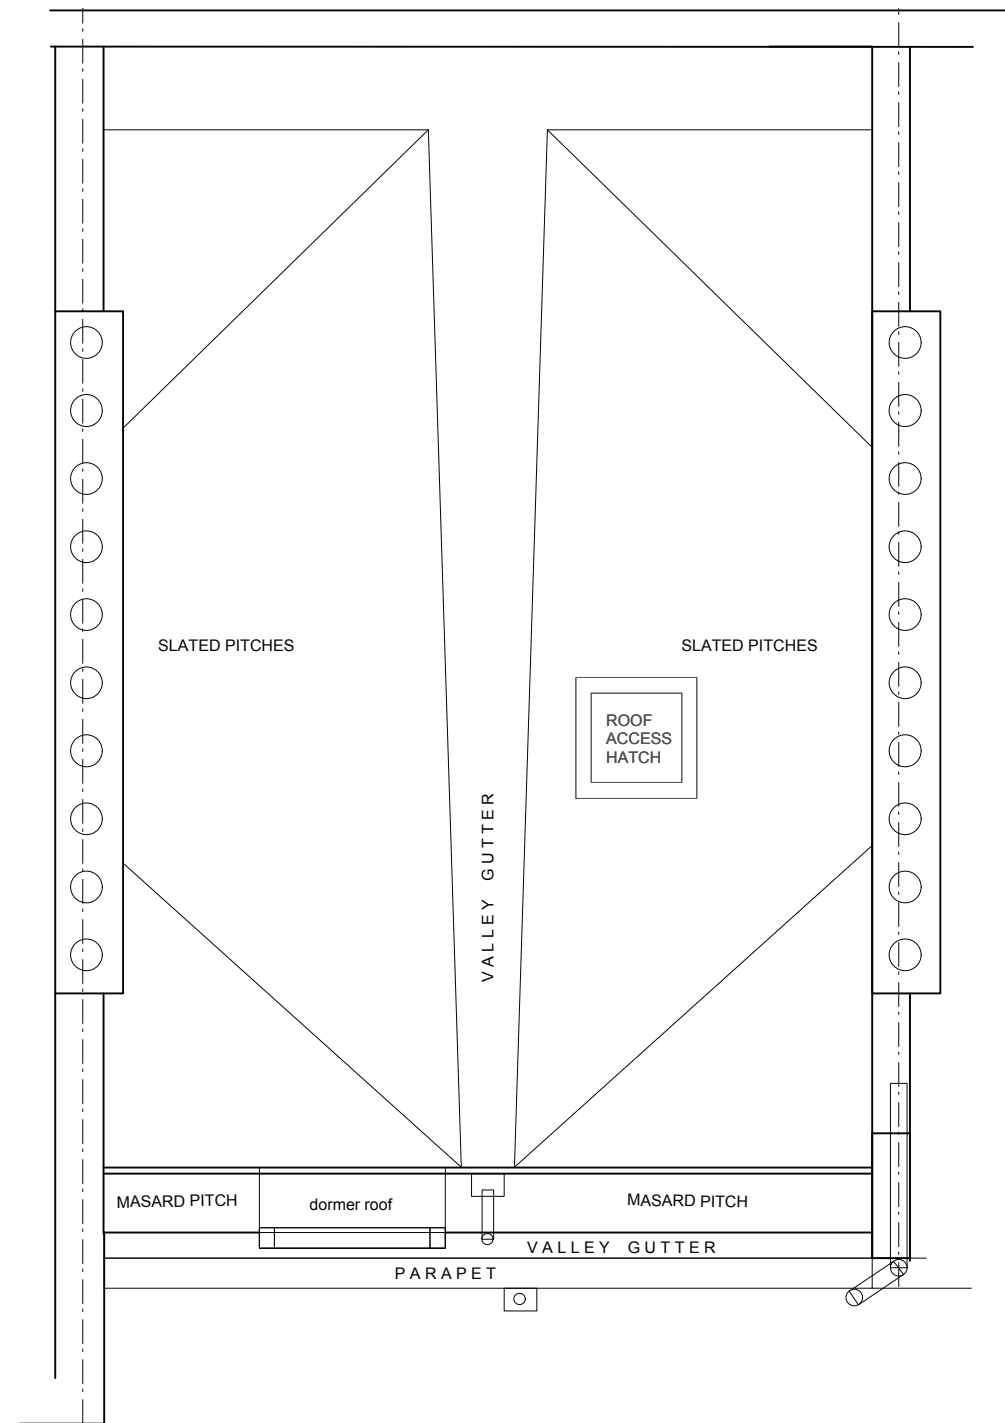 SLATED PITCHES
SLATED PITCHES
ROOF
ACCESS
HATCH
VALLEY GUTTER
MASARD PITCH
dormer roof
MASARD PITCH
VALLEY GUTTER
PARAPET